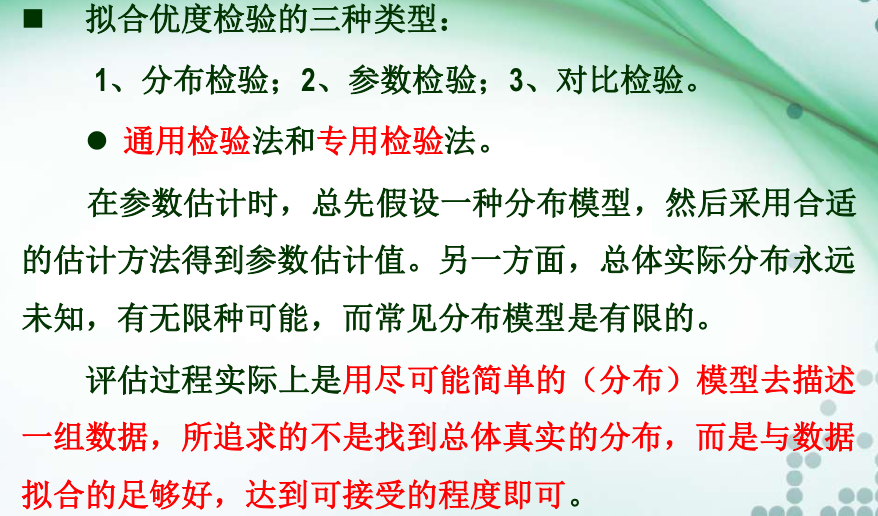 ■ 拟合优度检验的三种类型：
1、分布检验；2、参数检验；3、对比检验。
● 通用检验法和专用检验法。
在参数估计时，总先假设一种分布模型，然后采用合适
的估计方法得到参数估计值。另一方面，总体实际分布永远
未知，有无限种可能，而常见分布模型是有限的。
评估过程实际上是用尽可能简单的（分布）模型去描述
一组数据，所追求的不是找到总体真实的分布，而是与数据
拟合的足够好，达到可接受的程度即可。